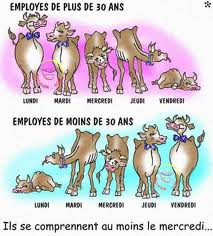 EMPLOYES DE PLUS DE 30 ANS
LUNDI MARDI MERCREDI JEUDI VENDREDI
EMPLOYES DE MOINS DE 30 ANS
LUNDI MARDI MERCREDI JEUDI VENDREDI
Ils se comprennent au moins le mercredi...